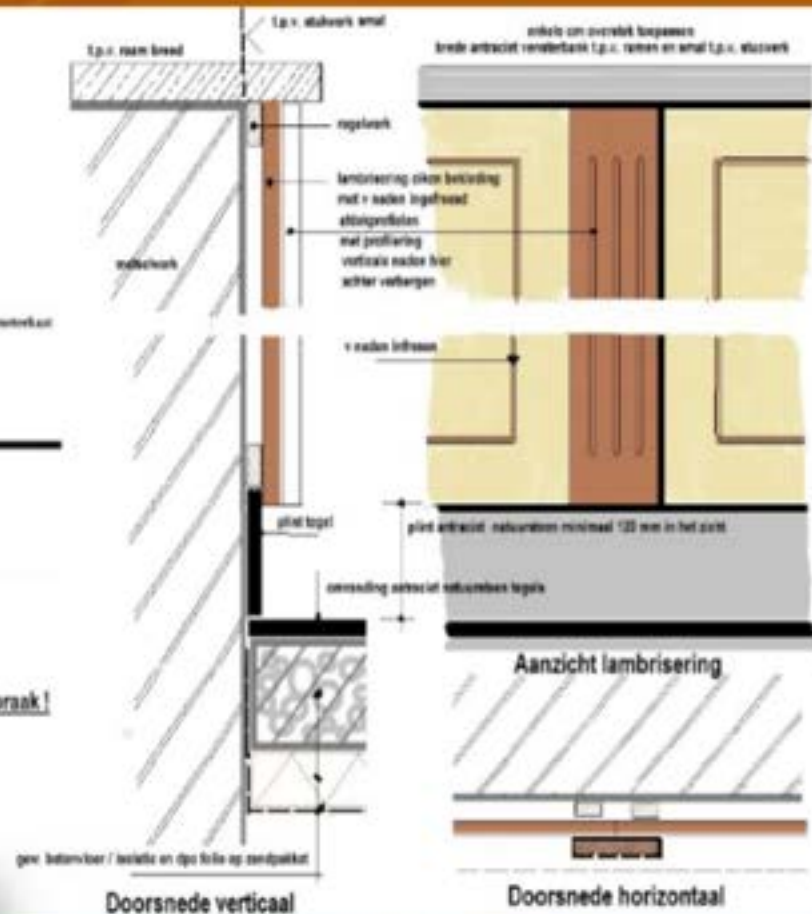 t.p.v. stukwerk smal
t.p.v. raam breed
enkele cm overstek toepassen
brede antraciet vensterbank t.p.v. ramen en smal t.p.v. stucwerk
regelwerk
lambrisering eiken bekleding
met v naden ingefreesd
afdekprofielen
met profilering
verticale naden hier
achter verbergen
metselwerk
v naden infresen
plint tegel
plint antraciet natuursteen minimaal 120 mm in het zicht
omranding antraciet natuursteen tegels
Aanzicht lambrisering
raak !
gew. betonvloer / isolatie en dpc folie op zandpakket
Doorsnede verticaal
Doorsnede horizontaal